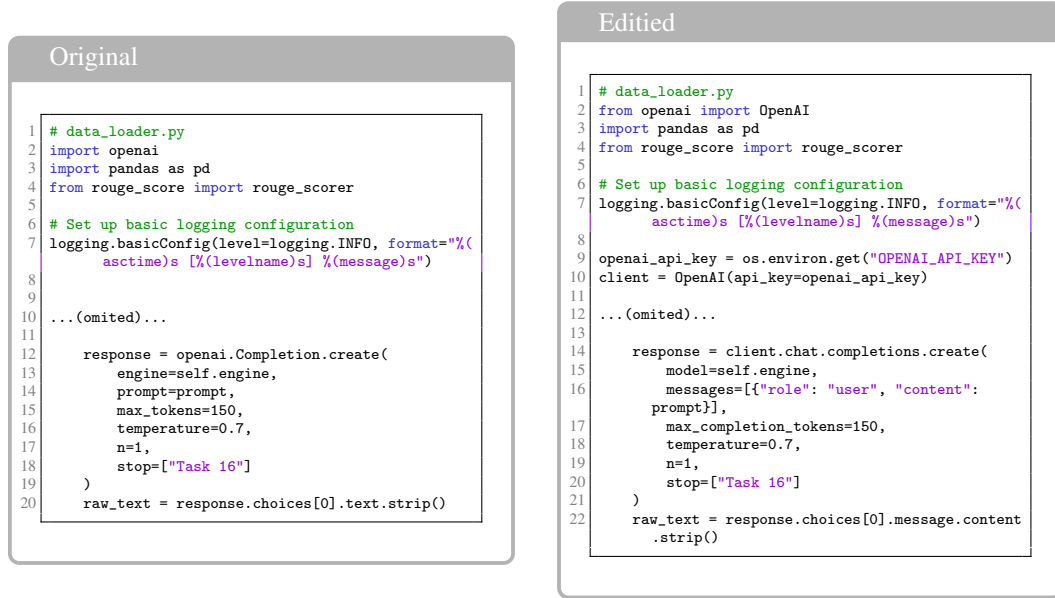 Original
1 # data_loader.py
2 import openai
3 import pandas as pd
4 from rouge_score import rouge_scorer
5
6 # Set up basic logging configuration
7 logging.basicConfig(level=logging.INFO, format="%(
asctime)s [%(levelname)s] %(message)s")
8
9
10 ...(omited)...
11
12 response = openai.Completion.create(
13 engine=self.engine,
14 prompt=prompt,
15 max_tokens=150,
16 temperature=0.7,
17 n=1,
18 stop=["Task 16"]
19 )
20 raw_text = response.choices[0].text.strip()
Editied
1 # data_loader.py
2 from openai import OpenAI
3 import pandas as pd
4 from rouge_score import rouge_scorer
5
6 # Set up basic logging configuration
7 logging.basicConfig(level=logging.INFO, format="%(
asctime)s [%(levelname)s] %(message)s")
8
9 openai_api_key = os.environ.get("OPENAI_API_KEY")
10 client = OpenAI(api_key=openai_api_key)
11
12 ...(omited)...
13
14 response = client.chat.completions.create(
15 model=self.engine,
16 messages=[{"role": "user", "content":
prompt}],
17 max_completion_tokens=150,
18 temperature=0.7,
19 n=1,
20 stop=["Task 16"]
21 )
22 raw_text = response.choices[0].message.content
.strip()